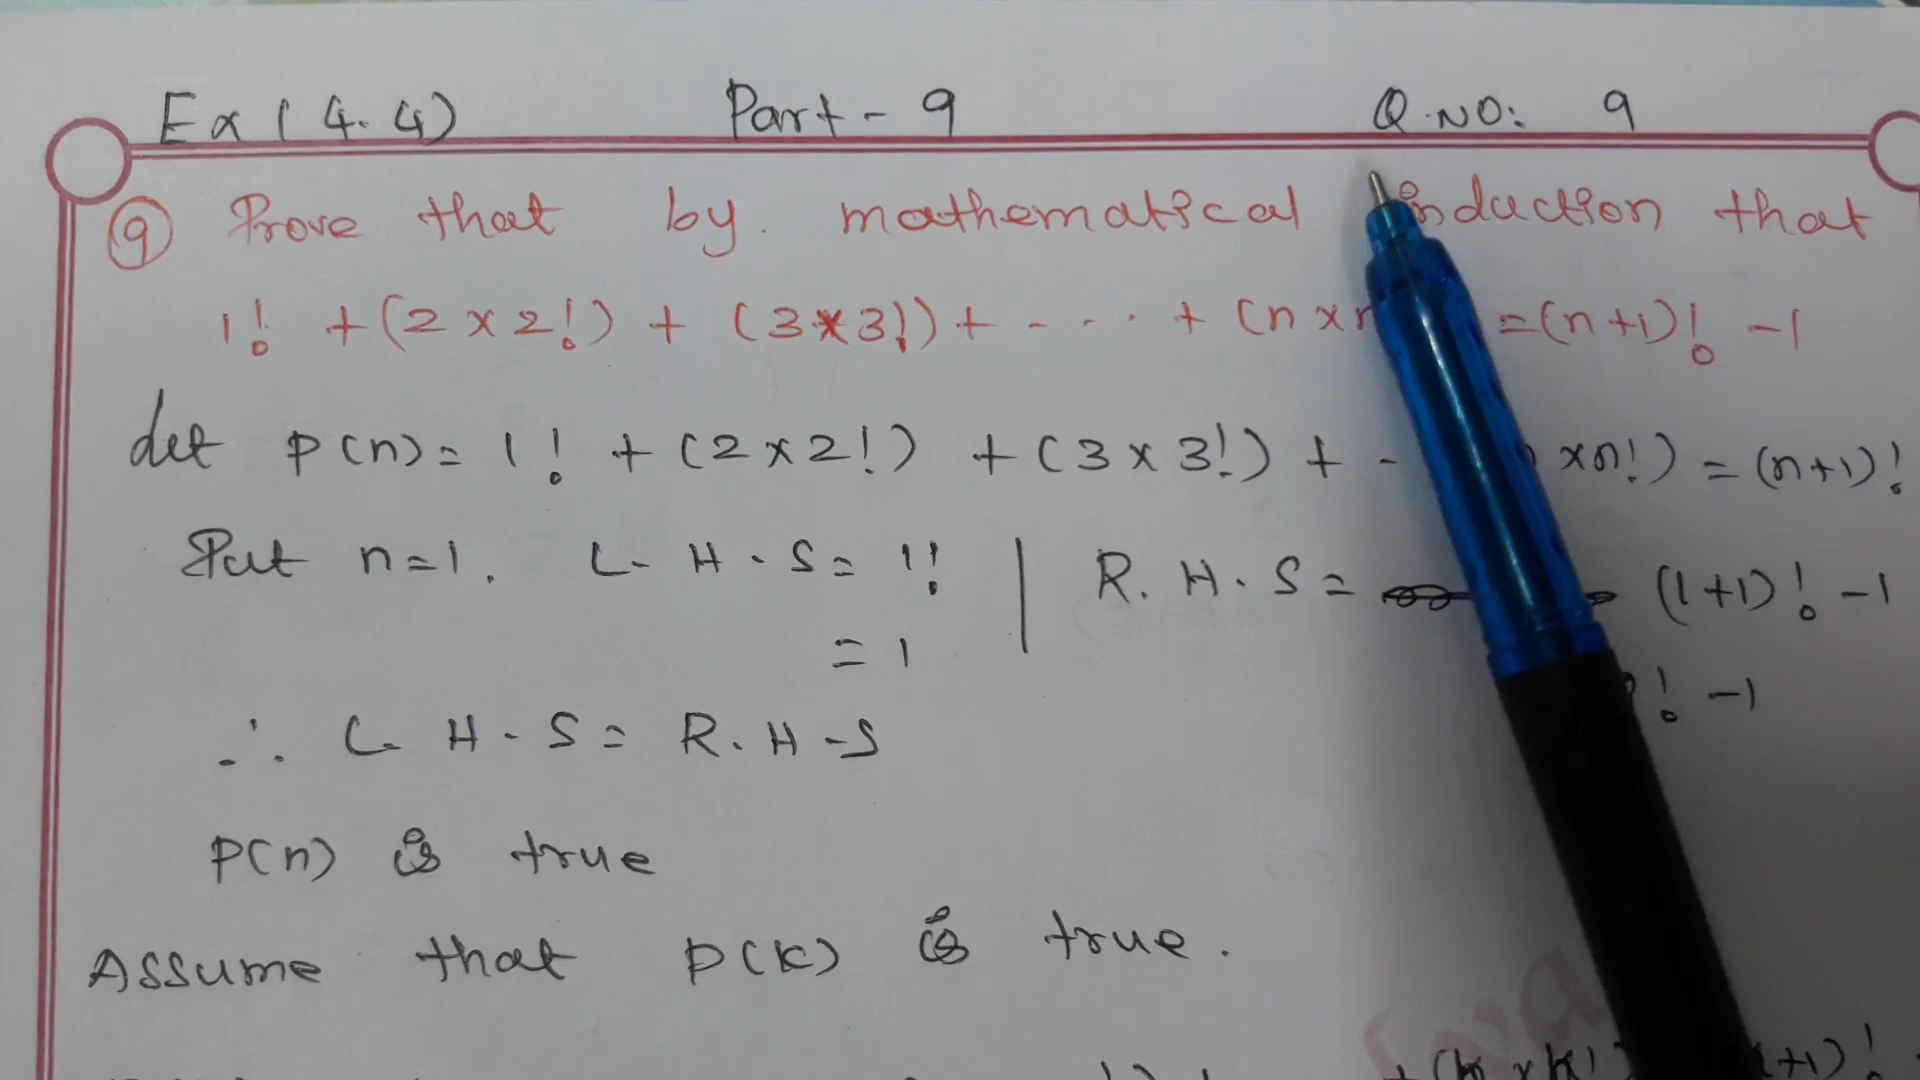 Ex (4.4) Part - 9 Q.NO: 9
9 Prove that by mathematical induction that
1! + (2 × 2!) + (3 × 3!) + - - - + (n × = (n+1)! - 1
Let P(n) = 1! + (2 × 2!) + (3 × 3!) + - × n!) = (n+1)!
Put n=1. L.H.S = 1! | R.H.S = (1+1)! - 1
= 1 ! - 1
∴ L.H.S = R.H.S
P(n) is true
Assume that P(k) is true.
+ (k × k!) +1)!